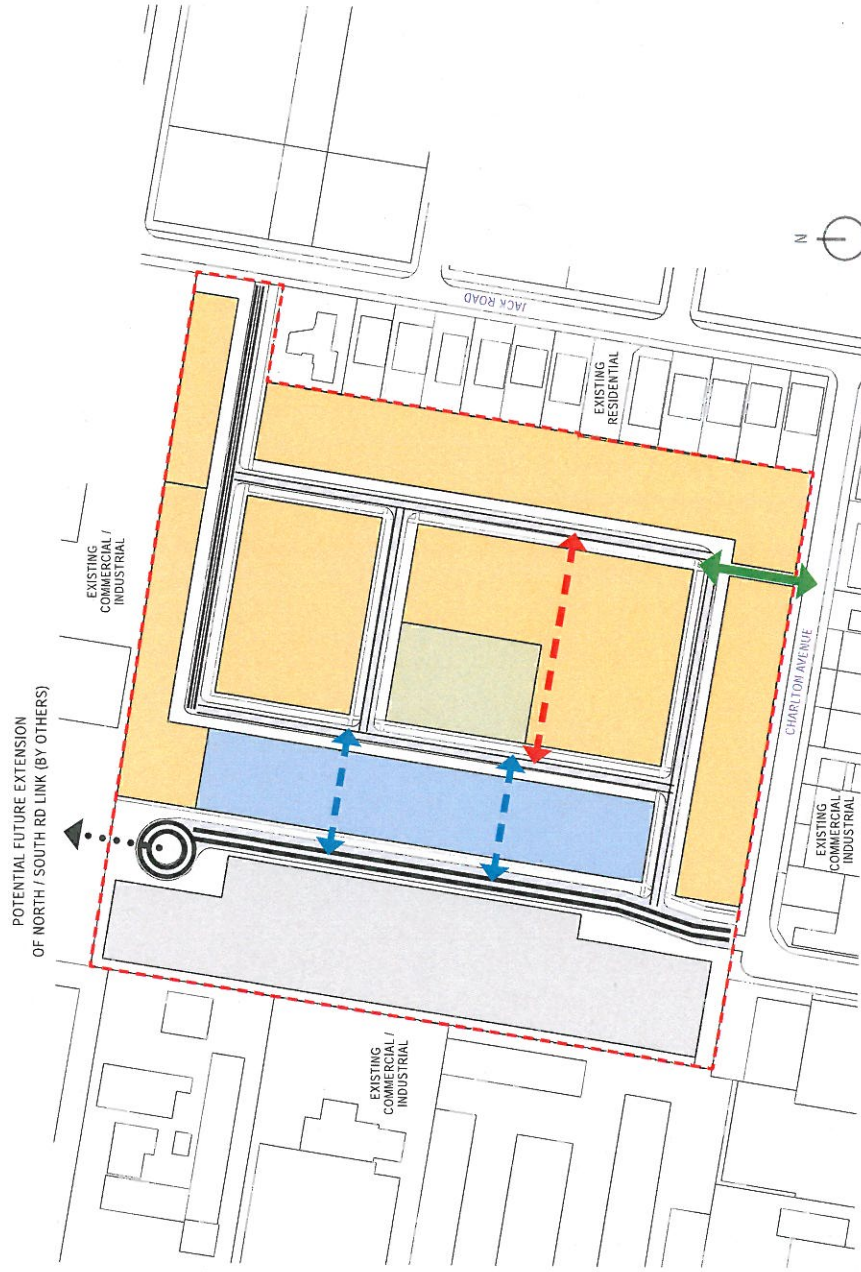 POTENTIAL FUTURE EXTENSION
OF NORTH / SOUTH RD LINK (BY OTHERS)
EXISTING
COMMERCIAL /
INDUSTRIAL
JACK ROAD
N
EXISTING
RESIDENTIAL
EXISTING
COMMERCIAL /
INDUSTRIAL
CHARLTON AVENUE
EXISTING
COMMERCIAL
INDUSTRIAL